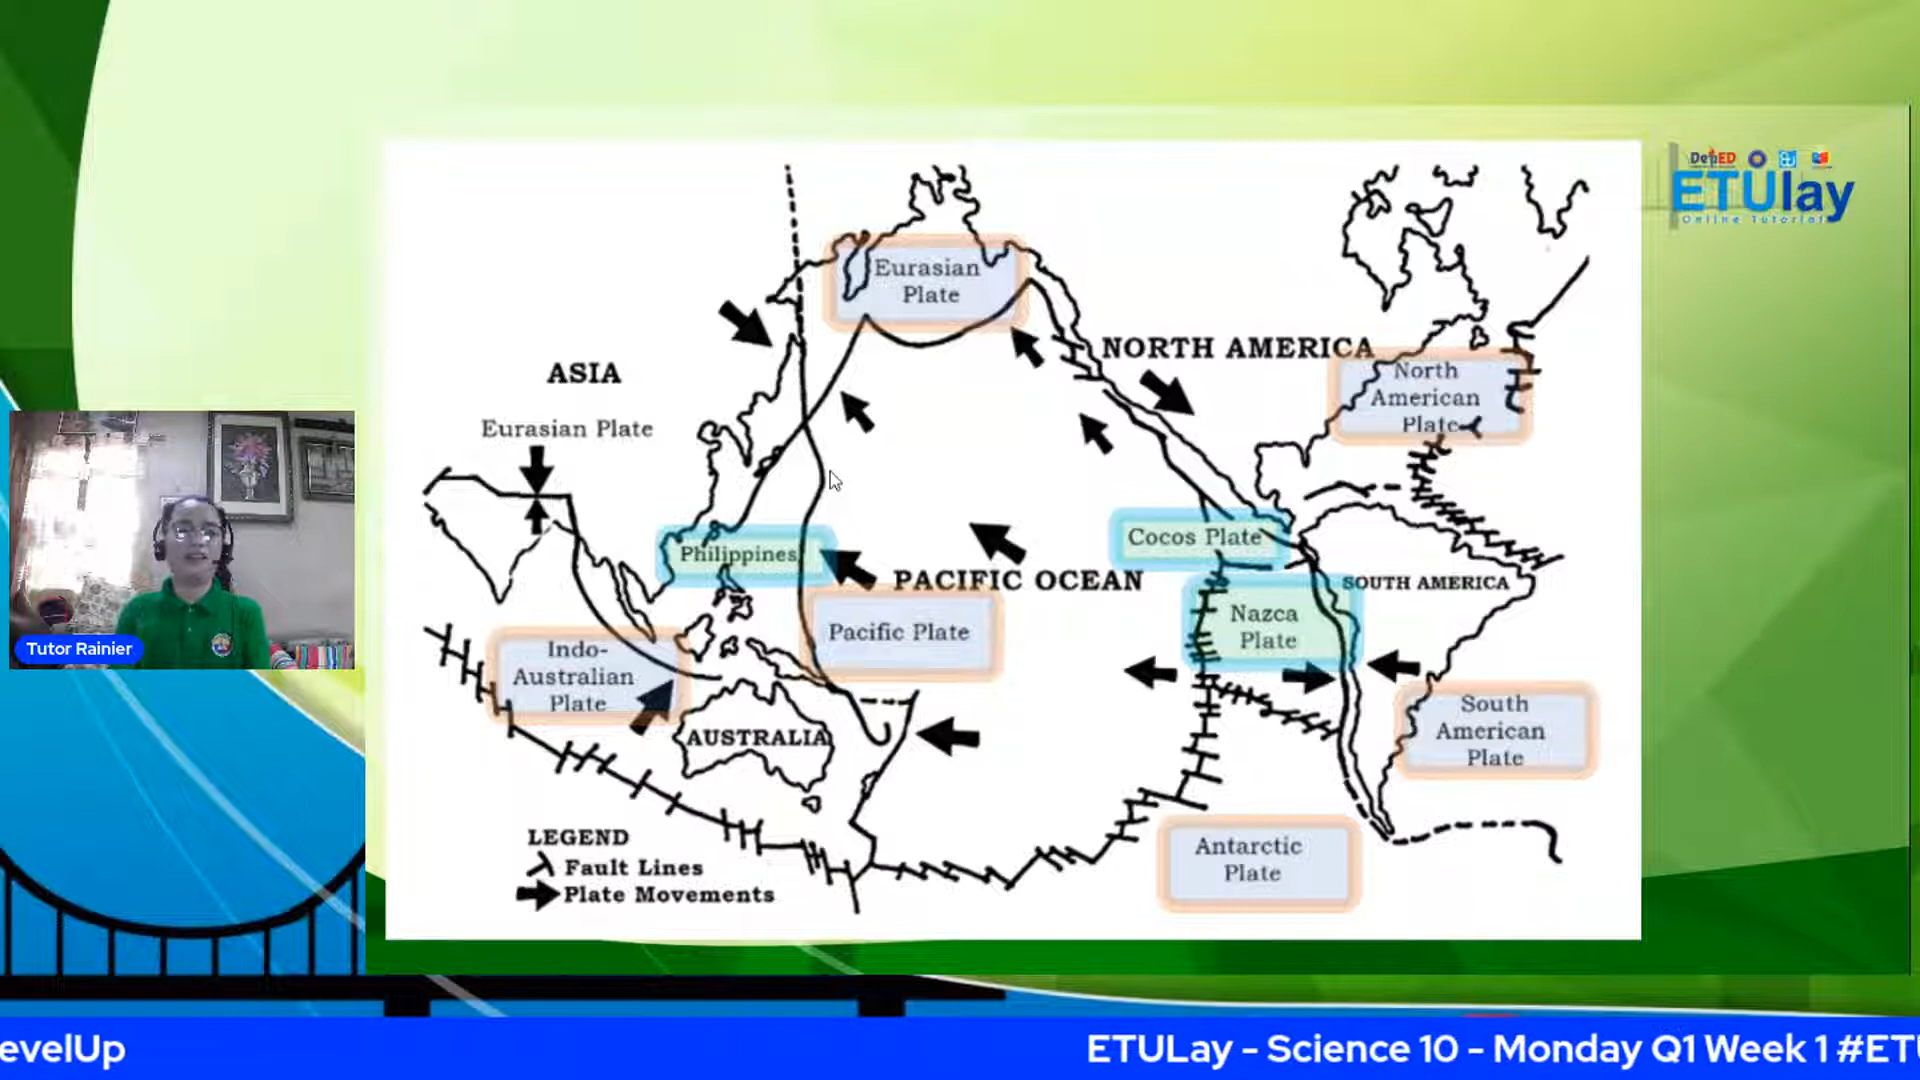 DepED
ETUlay
Online Tutorial
Eurasian
Plate
NORTH AMERICA
ASIA
North
American
Plate
Eurasian Plate
Philippines
Cocos Plate
PACIFIC OCEAN
SOUTH AMERICA
Nazca
Plate
Pacific Plate
Indo-
Australian
Plate
South
American
Plate
AUSTRALIA
LEGEND
Fault Lines
Plate Movements
Antarctic
Plate
Tutor Rainier
evelUp
ETULay - Science 10 - Monday Q1 Week 1 #ETU